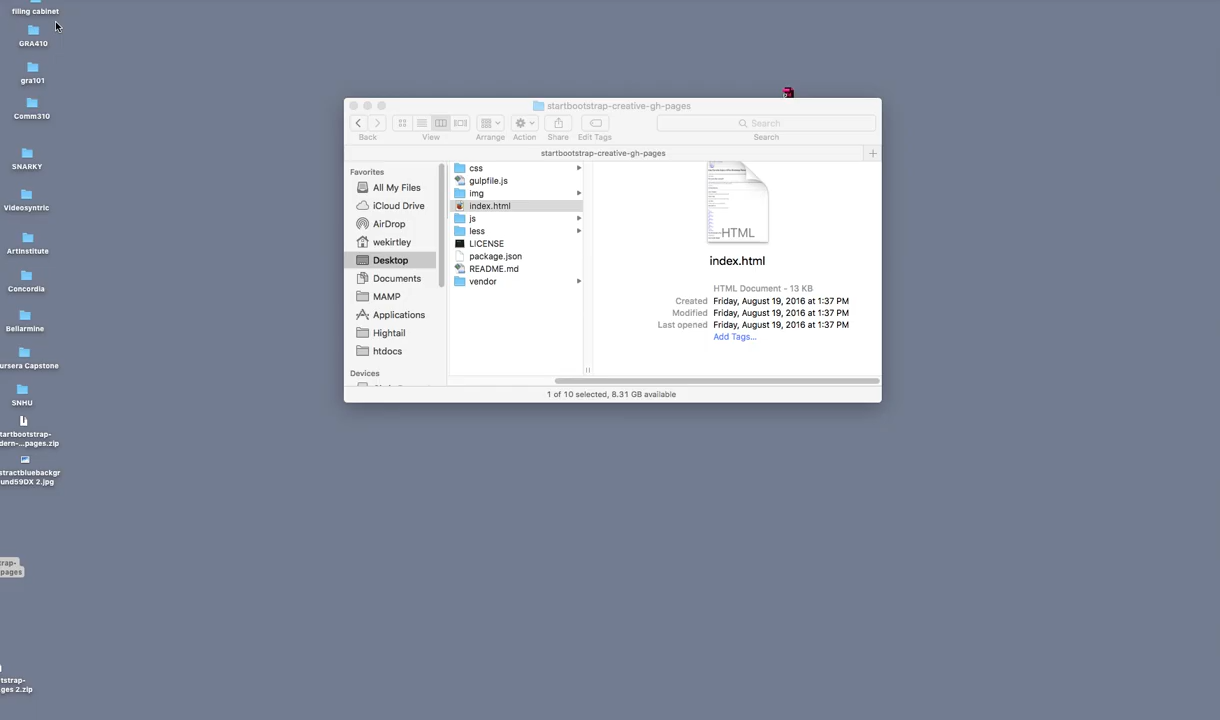 filing cabinet
GRA410
gra101
Comm310
SNARKY
Videosyntric
Artinstitute
Concordia
Bellarmine
ursera Capstone
SNHU
tartbootstrap-
dern-...pages.zip
stractbluebackgr
und59DX 2.jpg
rap-
pages
tstrap-
ges 2.zip
startbootstrap-creative-gh-pages
Search
Back
View
Arrange
Action
Share
Edit Tags
Search
startbootstrap-creative-gh-pages
Favorites
All My Files
iCloud Drive
AirDrop
wekirtley
Desktop
Documents
MAMP
Applications
Hightail
htdocs
Devices
css
gulpfile.js
img
index.html
js
less
LICENSE
package.json
README.md
vendor
HTML
index.html
HTML Document - 13 KB
Created Friday, August 19, 2016 at 1:37 PM
Modified Friday, August 19, 2016 at 1:37 PM
Last opened Friday, August 19, 2016 at 1:37 PM
Add Tags...
1 of 10 selected, 8.31 GB available